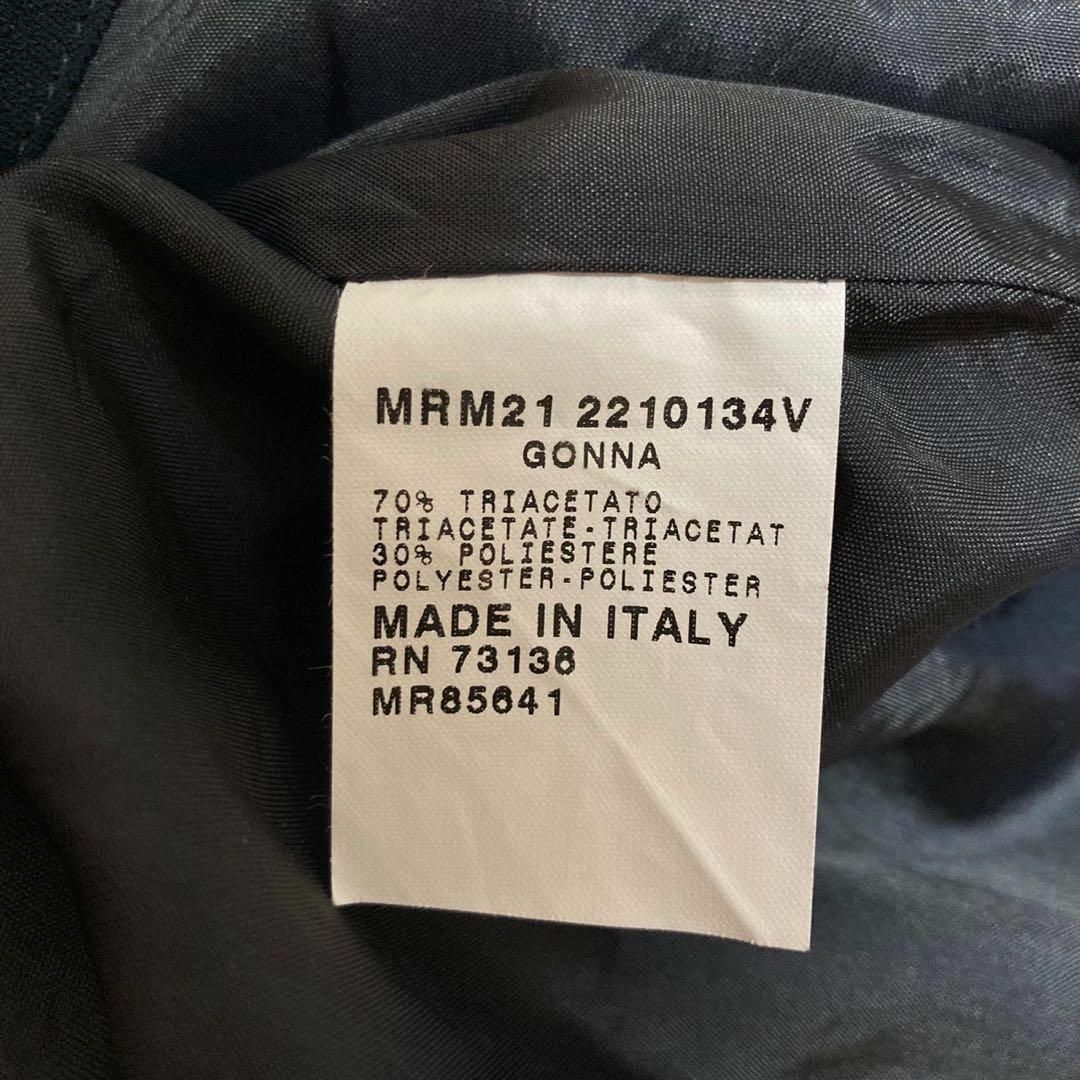 MRM21 2210134V
GONNA
70% TRIACETATO
TRIACETATE-TRIACETAT
30% POLIESTERE
POLYESTER-POLIESTER
MADE IN ITALY
RN 73136
MR85641